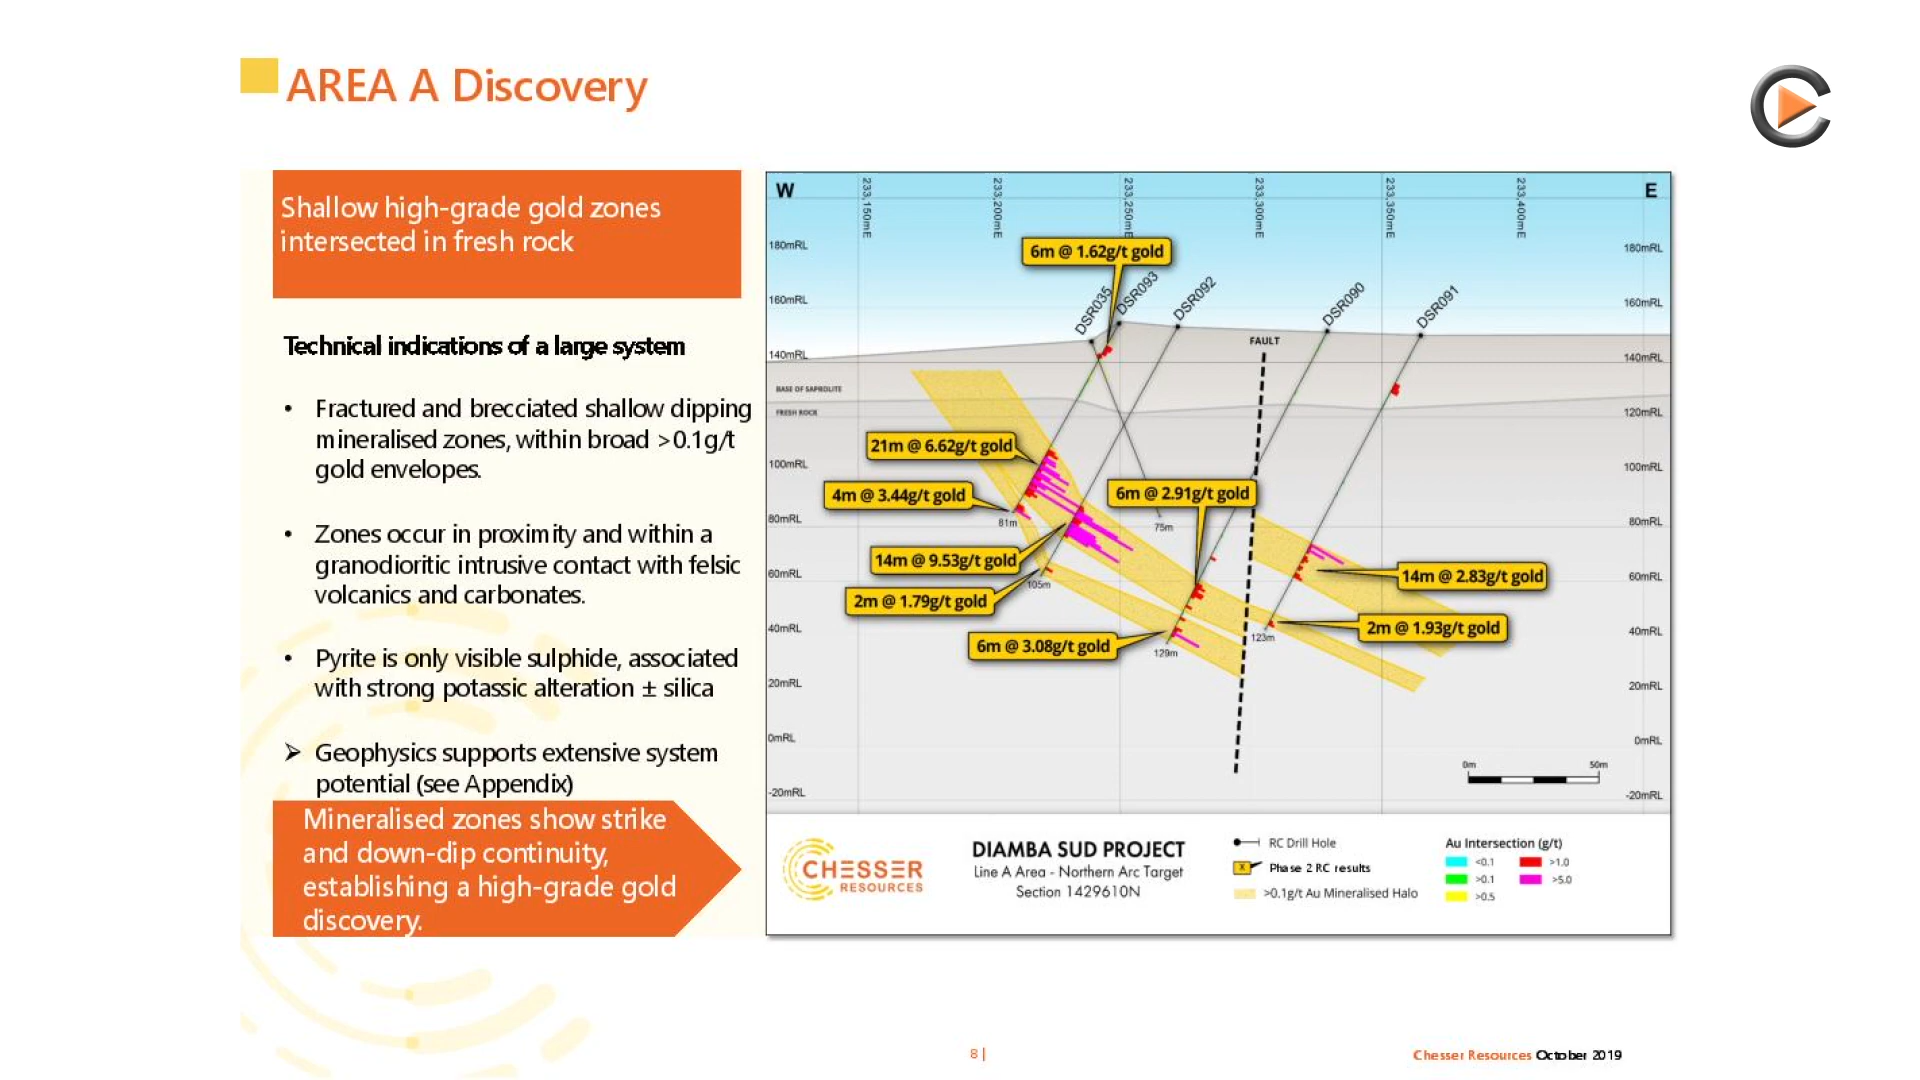 AREA A Discovery
Shallow high-grade gold zones
intersected in fresh rock
Technical indications of a large system
• Fractured and brecciated shallow dipping
mineralised zones, within broad >0.1g/t
gold envelopes.
• Zones occur in proximity and within a
granodioritic intrusive contact with felsic
volcanics and carbonates.
• Pyrite is only visible sulphide, associated
with strong potassic alteration ± silica
➢ Geophysics supports extensive system
potential (see Appendix)
Mineralised zones show strike
and down-dip continuity,
establishing a high-grade gold
discovery.
W
E
233,150mE
233,200mE
233,250mE
233,300mE
233,350mE
233,400mE
180mRL
180mRL
6m @ 1.62g/t gold
160mRL
160mRL
DSR035
DSR093
DSR092
DSR090
DSR091
FAULT
140mRL
140mRL
BASE OF SAPROLITE
FRESH ROCK
120mRL
21m @ 6.62g/t gold
100mRL
100mRL
4m @ 3.44g/t gold
6m @ 2.91g/t gold
80mRL
81m
75m
80mRL
14m @ 9.53g/t gold
14m @ 2.83g/t gold
60mRL
105m
60mRL
2m @ 1.79g/t gold
40mRL
2m @ 1.93g/t gold
40mRL
123m
6m @ 3.08g/t gold
129m
20mRL
20mRL
0mRL
0mRL
0m
50m
-20mRL
-20mRL
CHESSER
RESOURCES
DIAMBA SUD PROJECT
Line A Area - Northern Arc Target
Section 1429610N
RC Drill Hole
X Phase 2 RC results
>0.1g/t Au Mineralised Halo
Au Intersection (g/t)
<0.1
>1.0
>0.1
>5.0
>0.5
8 |
Chesser Resources October 2019